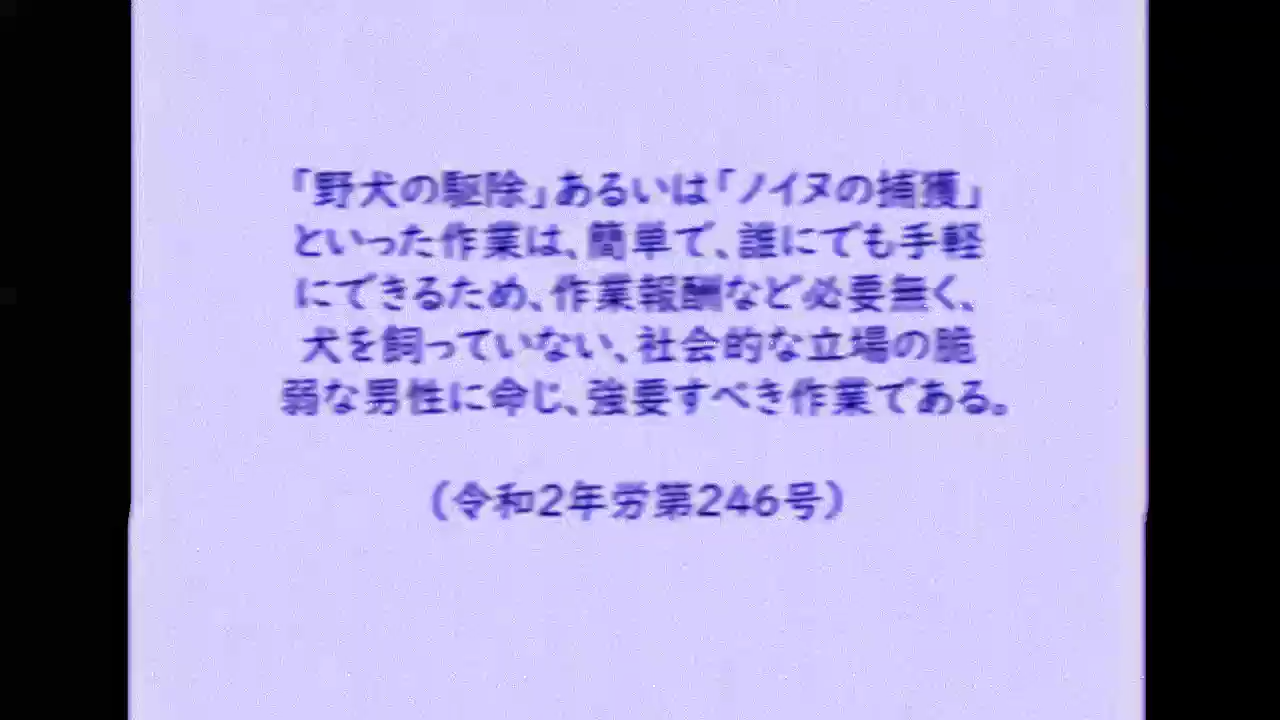 「野犬の駆除」あるいは「ノイヌの捕獲」
といった作業は、簡単で、誰にでも手軽
にできるため、作業報酬など必要無く、
犬を飼っていない、社会的な立場の脆
弱な男性に命じ、強要すべき作業である。
（令和2年労第246号）